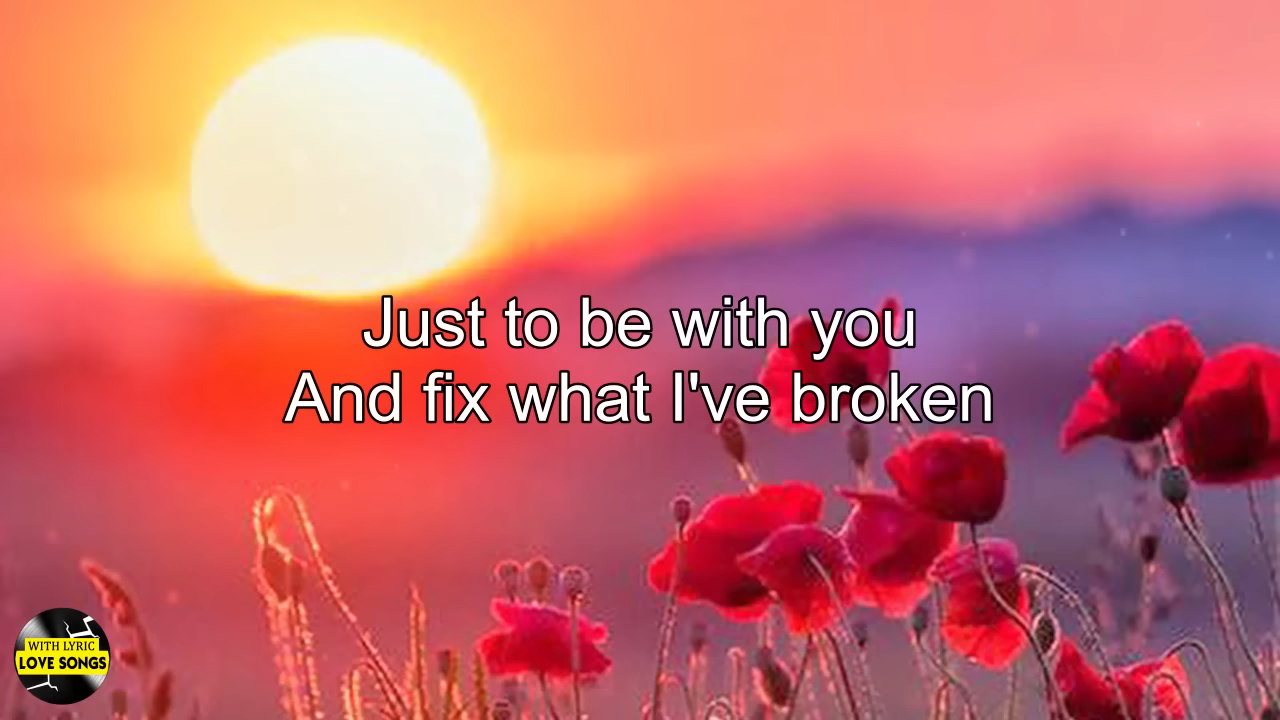 Just to be with you
And fix what I've broken
WITH LYRIC
LOVE SONGS